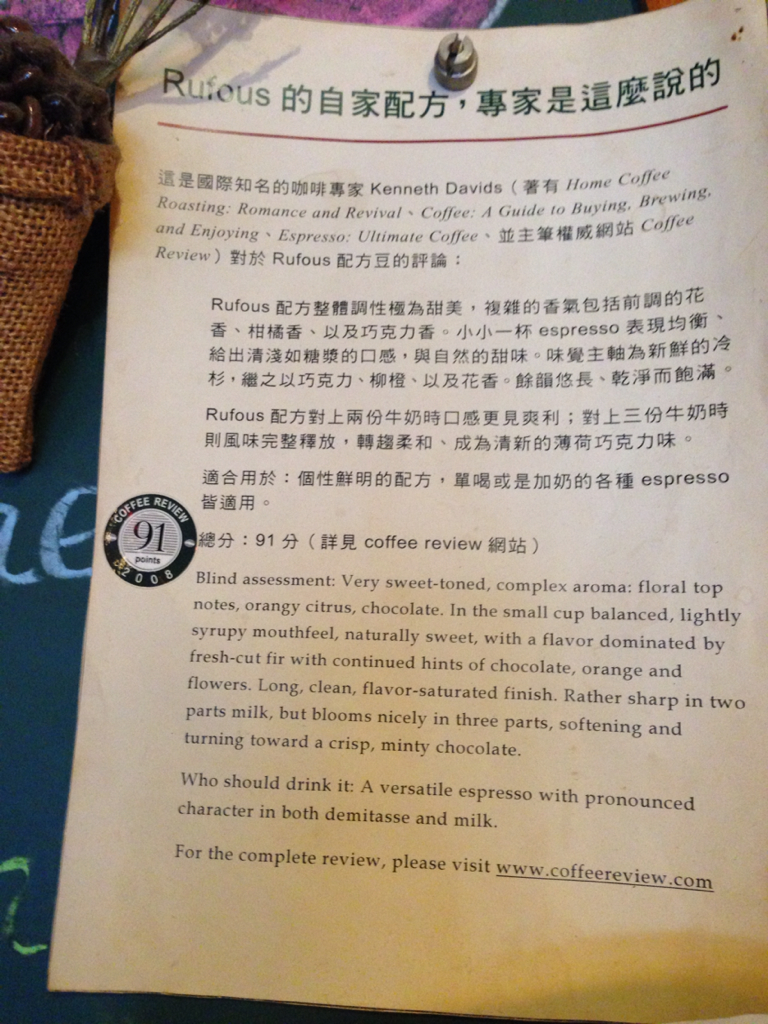 Rufous 的自家配方，專家是這麼說的
這是國際知名的咖啡專家 Kenneth Davids（著有 Home Coffee
Roasting: Romance and Revival、Coffee: A Guide to Buying, Brewing,
and Enjoying、Espresso: Ultimate Coffee、並主筆權威網站 Coffee
Review）對於 Rufous 配方豆的評論：
Rufous 配方整體調性極為甜美，複雜的香氣包括前調的花
香、柑橘香、以及巧克力香。小小一杯 espresso 表現均衡、
給出清淺如糖漿的口感，與自然的甜味。味覺主軸為新鮮的冷
杉，繼之以巧克力、柳橙、以及花香。餘韻悠長、乾淨而飽滿。
Rufous 配方對上兩份牛奶時口感更見爽利；對上三份牛奶時
則風味完整釋放，轉趨柔和、成為清新的薄荷巧克力味。
適合用於：個性鮮明的配方，單喝或是加奶的各種 espresso
皆適用。
COFFEE REVIEW
91
points
2008
總分：91 分（詳見 coffee review 網站）
Blind assessment: Very sweet-toned, complex aroma: floral top
notes, orangy citrus, chocolate. In the small cup balanced, lightly
syrupy mouthfeel, naturally sweet, with a flavor dominated by
fresh-cut fir with continued hints of chocolate, orange and
flowers. Long, clean, flavor-saturated finish. Rather sharp in two
parts milk, but blooms nicely in three parts, softening and
turning toward a crisp, minty chocolate.
Who should drink it: A versatile espresso with pronounced
character in both demitasse and milk.
For the complete review, please visit www.coffeereview.com